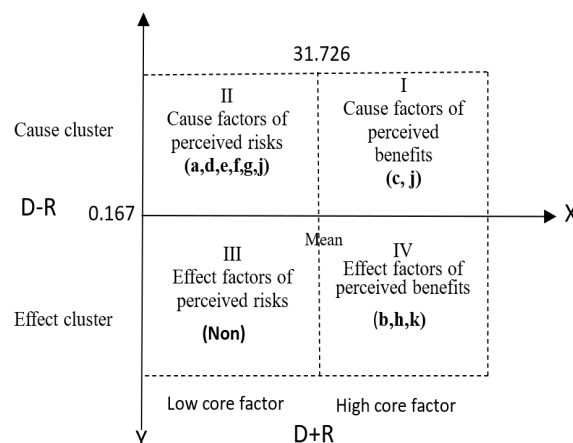 31.726
II
Cause factors of
perceived risks
(a,d,e,f,g,j)
I
Cause factors of
perceived
benefits
(c, j)
Cause cluster
D-R
0.167
X
Mean
III
Effect factors of
perceived risks
(Non)
IV
Effect factors of
perceived benefits
(b,h,k)
Effect cluster
Low core factor
High core factor
Y
D+R